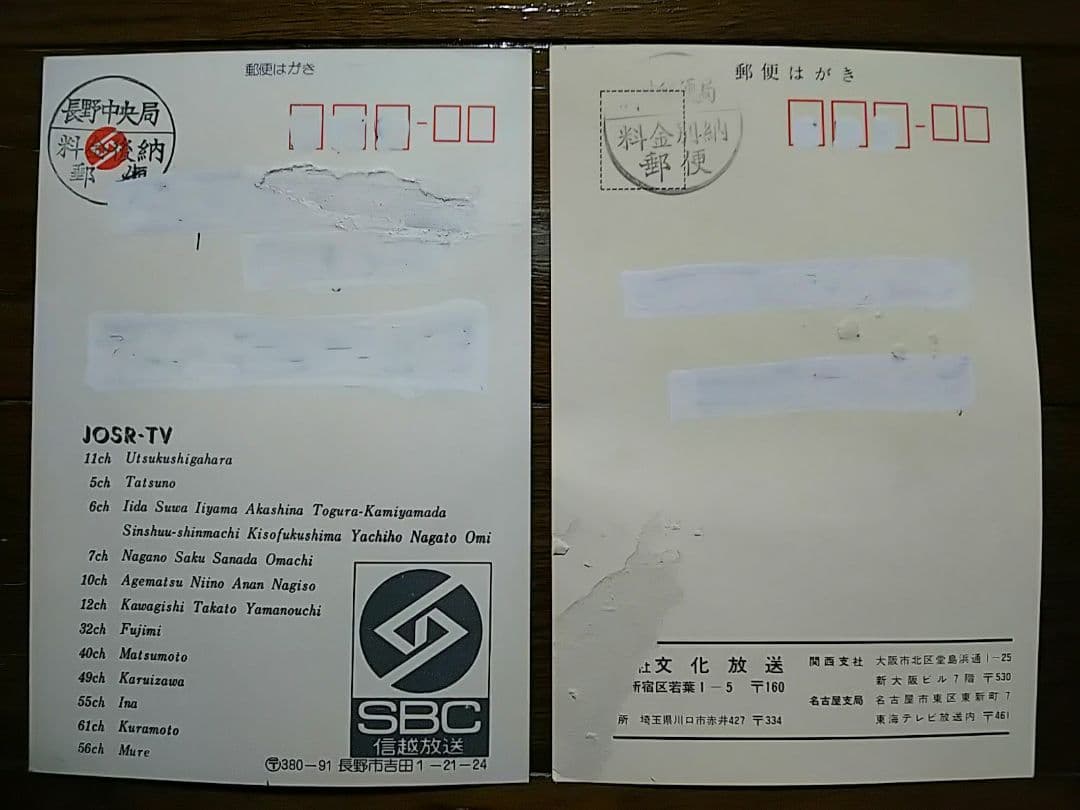 郵便はがき
長野中央局
料金後納
郵便
JOSR-TV
11ch Utsukushigahara
5ch Tatsuno
6ch Iida Suwa Iiyama Akashina Togura-Kamiyamada
Sinshuu-shinmachi Kisofukushima Yachiho Nagato Omi
7ch Nagano Saku Sanada Omachi
10ch Agematsu Niino Anan Nagiso
12ch Kawagishi Takato Yamanouchi
32ch Fujimi
40ch Matsumoto
49ch Karuizawa
55ch Ina
61ch Kuramoto
56ch Mure
SBC
信越放送
〒380-91 長野市吉田1-21-24
郵便はがき
便局
料金別納
郵便
社文化放送
新宿区若葉1-5 〒160
所 埼玉県川口市赤井427 〒334
関西支社 大阪市北区堂島浜通1-25
新大阪ビル7階 〒530
名古屋支局 名古屋市東区東新町7
東海テレビ放送内 〒461